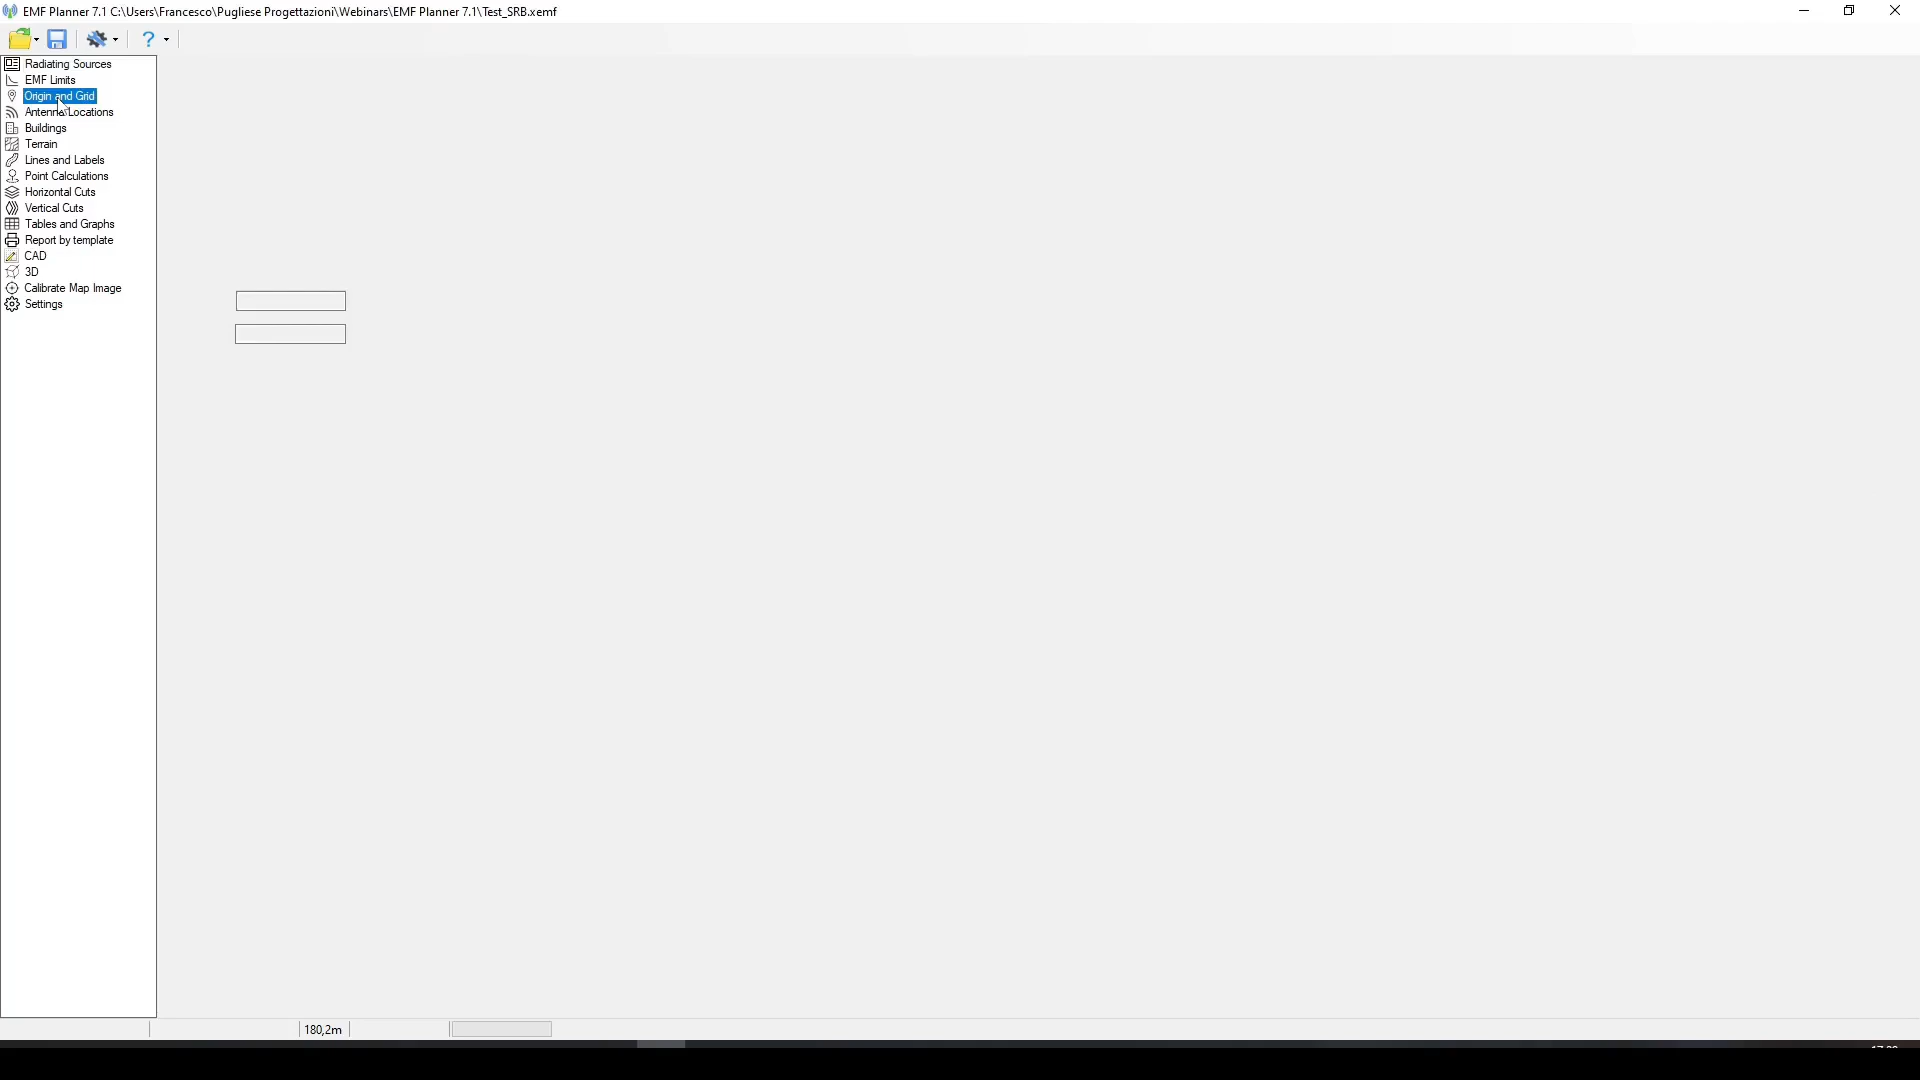 EMF Planner 7.1 C:\Users\Francesco\Pugliese Progettazioni\Webinars\EMF Planner 7.1\Test_SRB.xemf
Radiating Sources
EMF Limits
Origin and Grid
Antenna Locations
Buildings
Terrain
Lines and Labels
Point Calculations
Horizontal Cuts
Vertical Cuts
Tables and Graphs
Report by template
CAD
3D
Calibrate Map Image
Settings
180,2m